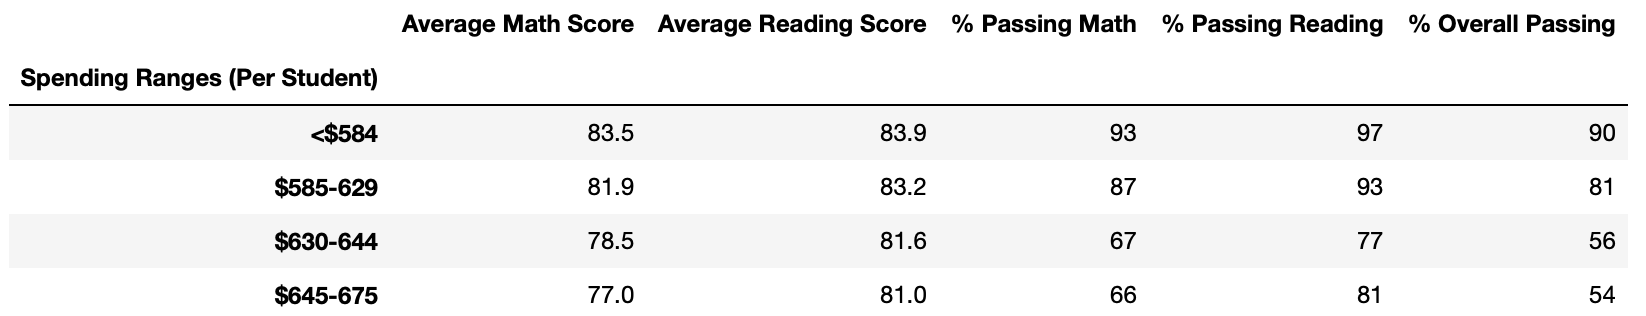 Average Math Score Average Reading Score % Passing Math % Passing Reading % Overall Passing
Spending Ranges (Per Student)
<$584 83.5 83.9 93 97 90
$585-629 81.9 83.2 87 93 81
$630-644 78.5 81.6 67 77 56
$645-675 77.0 81.0 66 81 54